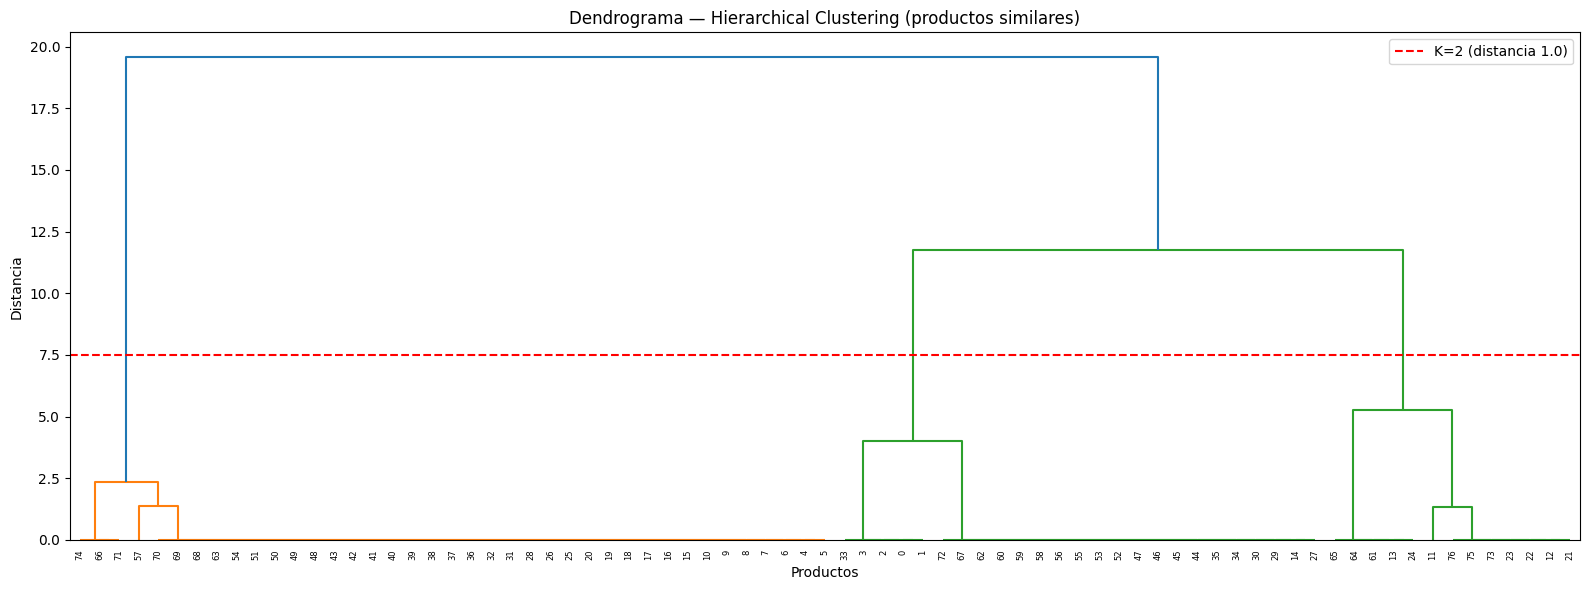 Dendrograma — Hierarchical Clustering (productos similares)
K=2 (distancia 1.0)
20.0
17.5
15.0
12.5
10.0
7.5
5.0
2.5
0.0
Distancia
74 66 71 57 70 69 68 63 54 51 50 49 48 43 42 41 40 39 38 37 36 32 31 28 26 25 20 19 18 17 16 15 10 9 8 7 6 4 5 33 3 2 0 1 72 67 62 60 59 58 56 55 53 52 47 46 45 44 35 34 30 29 14 27 65 64 61 13 24 11 76 75 73 23 22 12 21
Productos